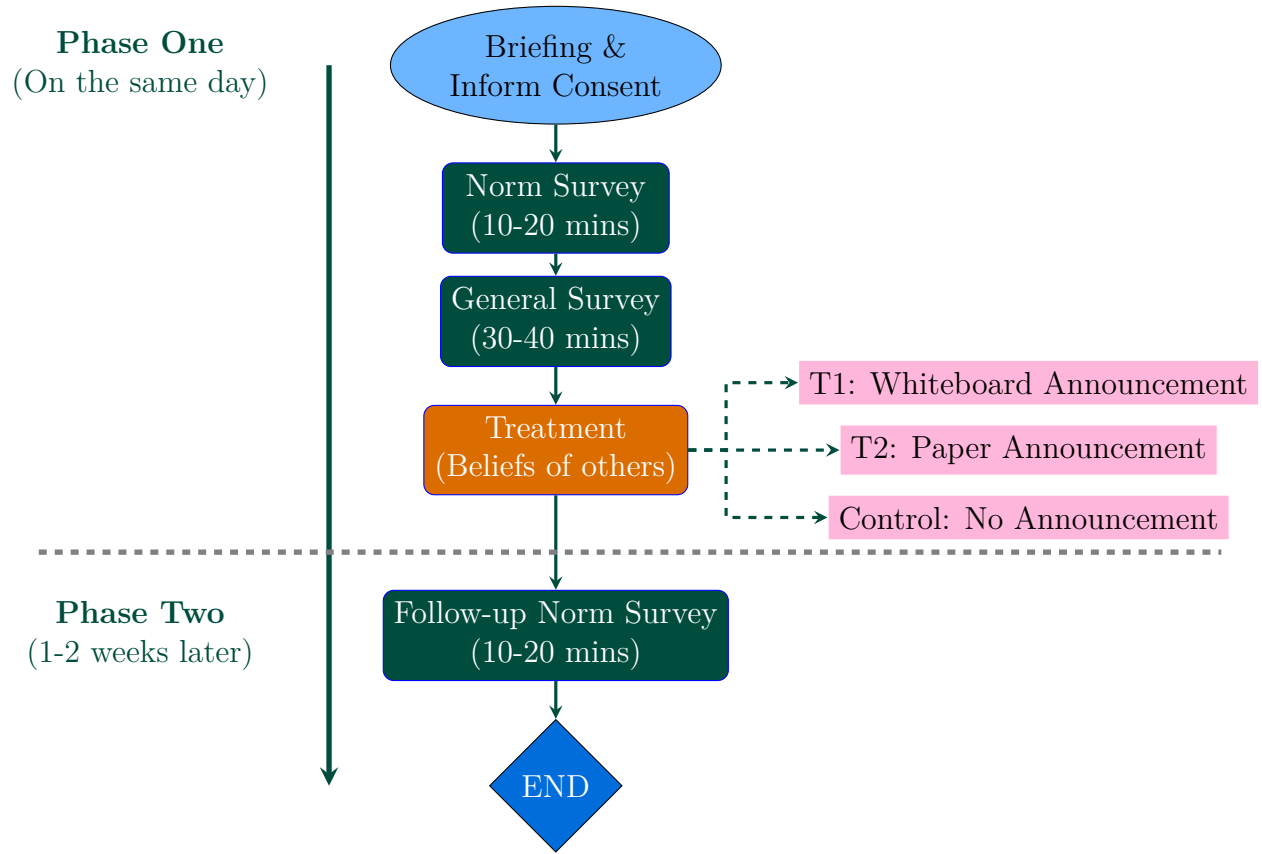 Phase One
(On the same day)
Briefing &
Inform Consent
Norm Survey
(10-20 mins)
General Survey
(30-40 mins)
Treatment
(Beliefs of others)
T1: Whiteboard Announcement
T2: Paper Announcement
Control: No Announcement
Phase Two
(1-2 weeks later)
Follow-up Norm Survey
(10-20 mins)
END